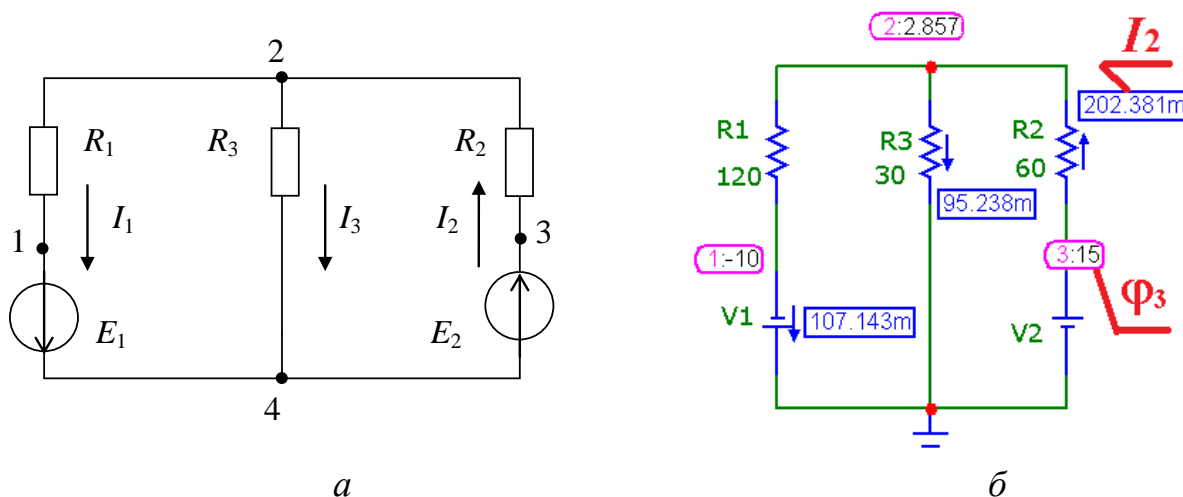 2
R1
R3
R2
I1
I3
I2
1
3
E1
E2
4
а
2:2.857
I2
202.381m
R1
120
R3
30
R2
60
95.238m
1:-10
3:15
φ3
V1
107.143m
V2
б